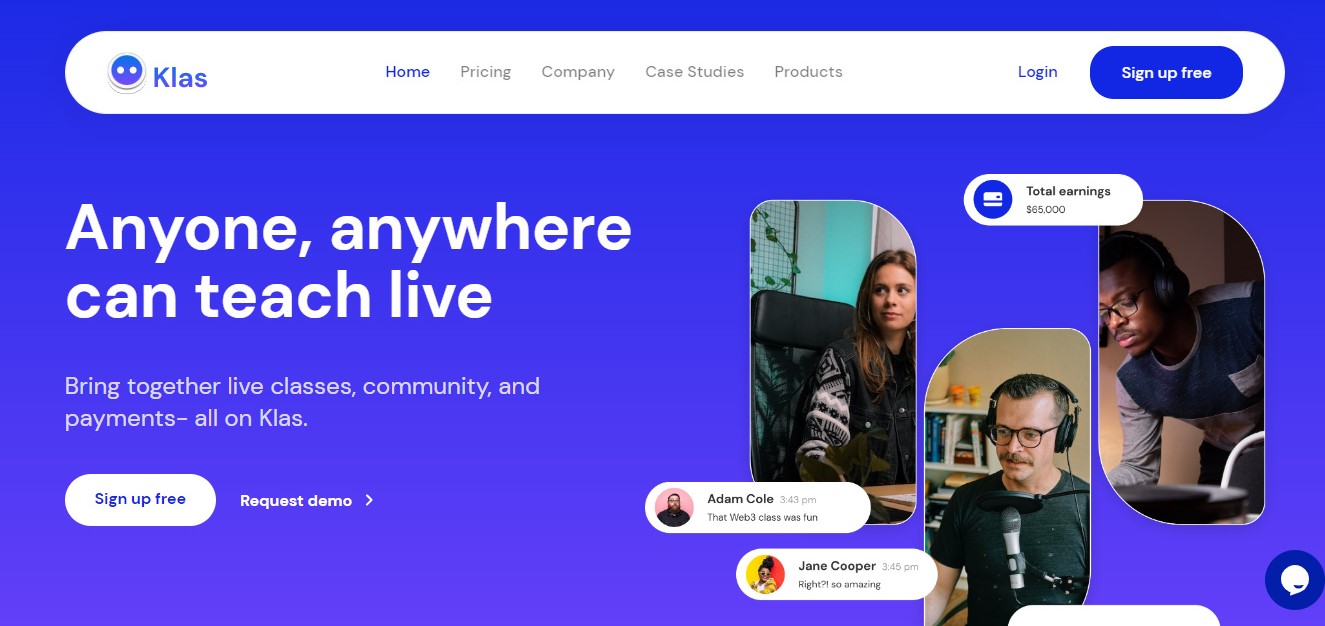 Klas
Home
Pricing
Company
Case Studies
Products
Login
Sign up free
Anyone, anywhere
can teach live
Bring together live classes, community, and
payments- all on Klas.
Sign up free
Request demo
Total earnings
$65,000
Adam Cole 3:43 pm
That Web3 class was fun
Jane Cooper 3:45 pm
Right?! so amazing